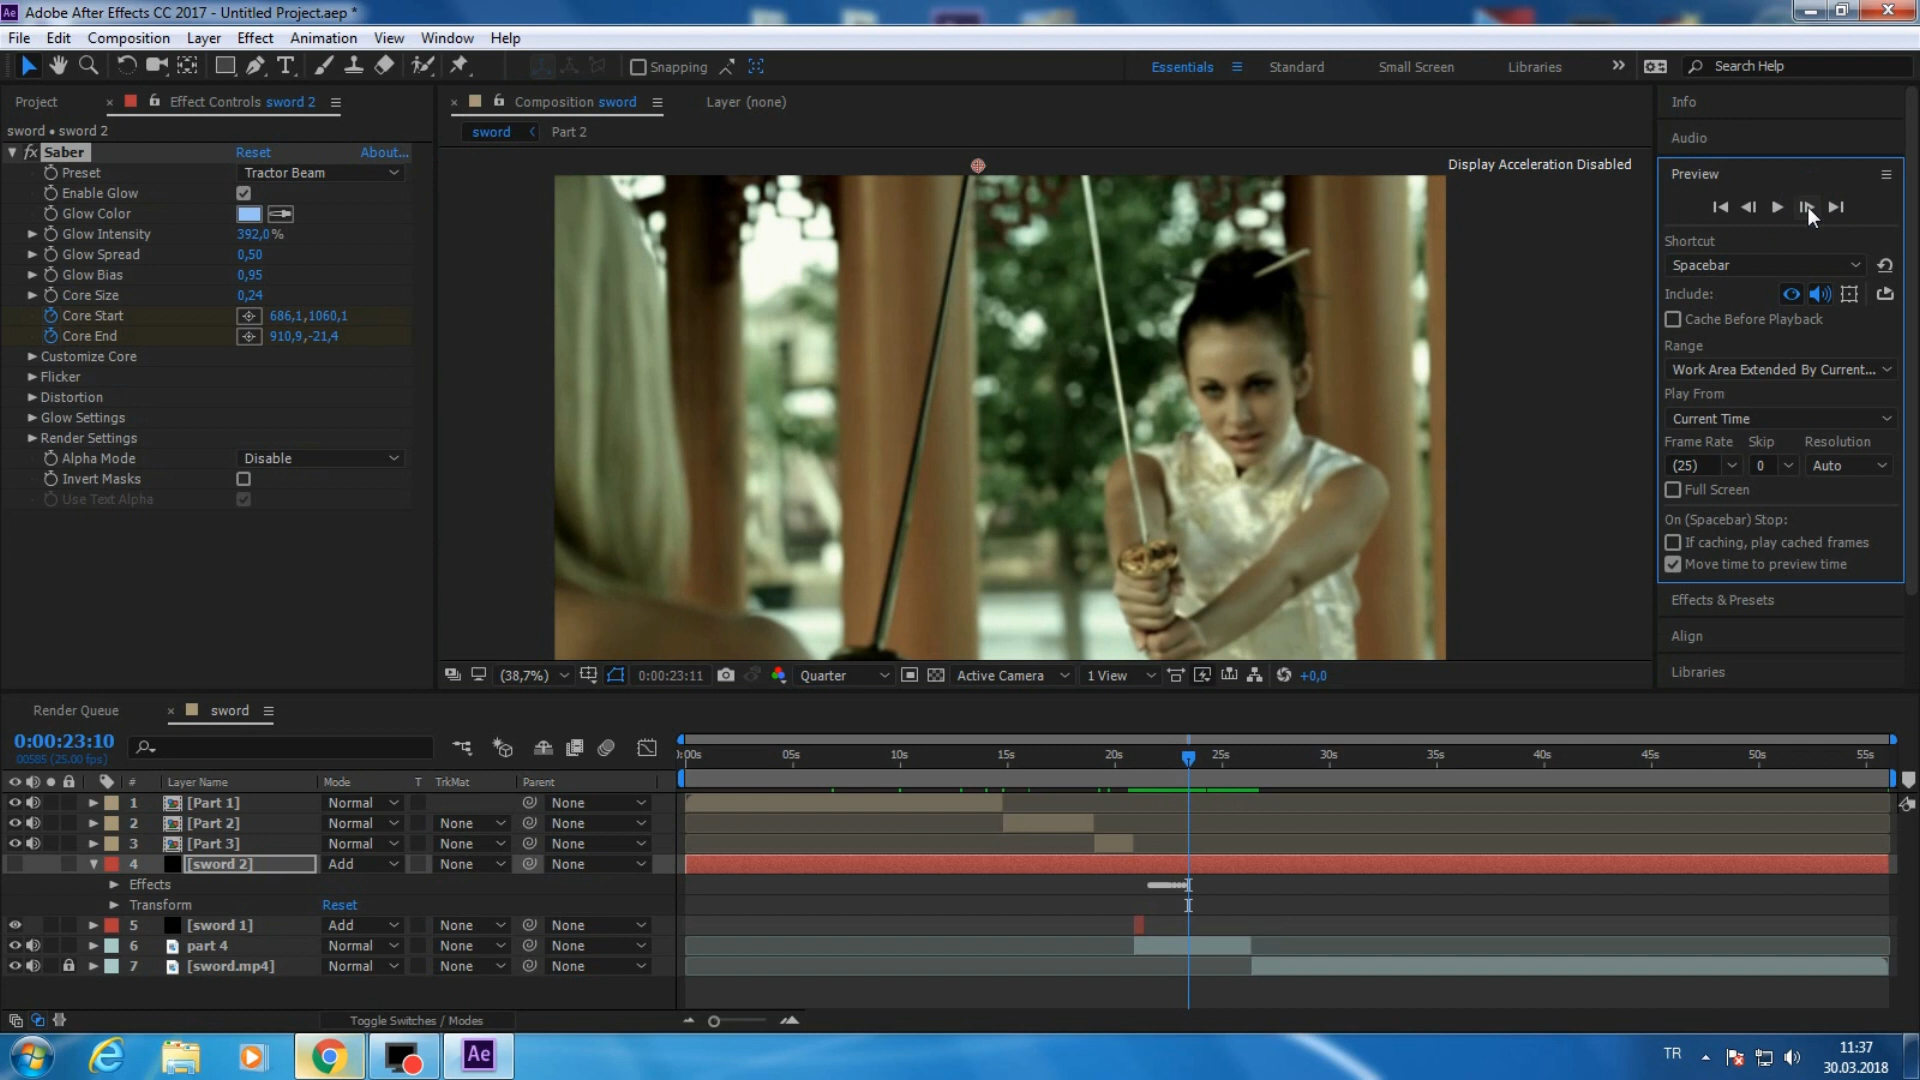 Adobe After Effects CC 2017 - Untitled Project.aep *
File Edit Composition Layer Effect Animation View Window Help
Snapping
Essentials Standard Small Screen Libraries Search Help
Project Effect Controls sword 2
Composition sword Layer (none)
sword • sword 2
sword Part 2
Display Acceleration Disabled
fx Saber Reset About...
Preset Tractor Beam
Enable Glow
Glow Color
Glow Intensity 392,0%
Glow Spread 0,50
Glow Bias 0,95
Core Size 0,24
Core Start 686,1,1060,1
Core End 910,9,-21,4
Customize Core
Flicker
Distortion
Glow Settings
Render Settings
Alpha Mode Disable
Invert Masks
Use Text Alpha
Info
Audio
Preview
Shortcut
Spacebar
Include:
Cache Before Playback
Range
Work Area Extended By Current...
Play From
Current Time
Frame Rate Skip Resolution
(25) 0 Auto
Full Screen
On (Spacebar) Stop:
If caching, play cached frames
Move time to preview time
Effects & Presets
Align
Libraries
(38,7%) 0:00:23:11 Quarter Active Camera 1 View +0,0
Render Queue sword
0:00:23:10
00585 (25.00 fps)
0:00s 05s 10s 15s 20s 25s 30s 35s 40s 45s 50s 55s
# Layer Name Mode T TrkMat Parent
1 [Part 1] Normal None
2 [Part 2] Normal None None
3 [Part 3] Normal None None
4 [sword 2] Add None None
Effects
Transform Reset
5 [sword 1] Add None None
6 part 4 Normal None None
7 [sword.mp4] Normal None None
Toggle Switches / Modes
Ae
TR
11:37
30.03.2018